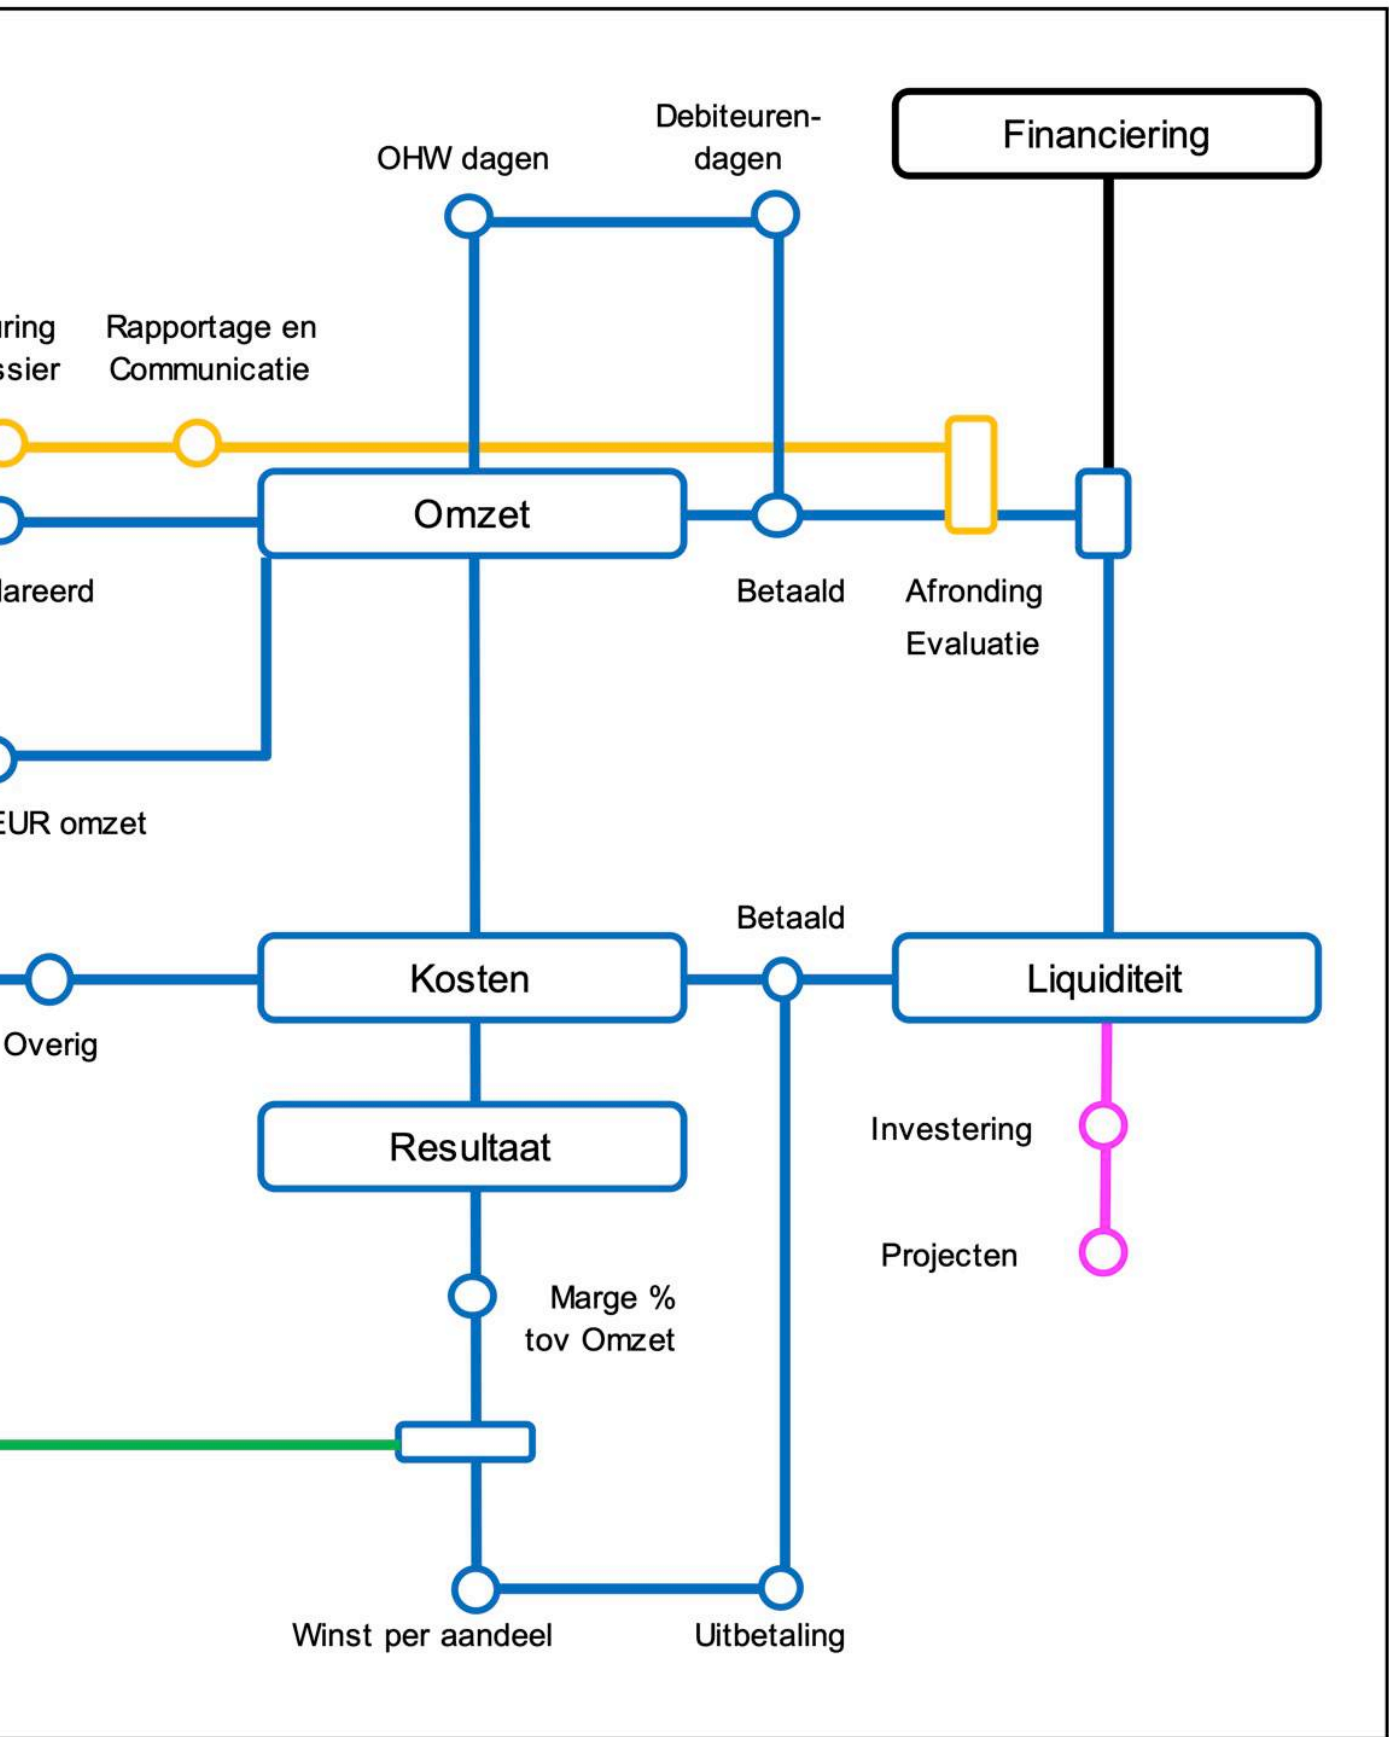 Debiteuren-
dagen
OHW dagen
Financiering
Rapportage en
Communicatie
Omzet
Betaald
Afronding
Evaluatie
EUR omzet
Betaald
Kosten
Liquiditeit
Overig
Resultaat
Investering
Projecten
Marge %
tov Omzet
Winst per aandeel
Uitbetaling